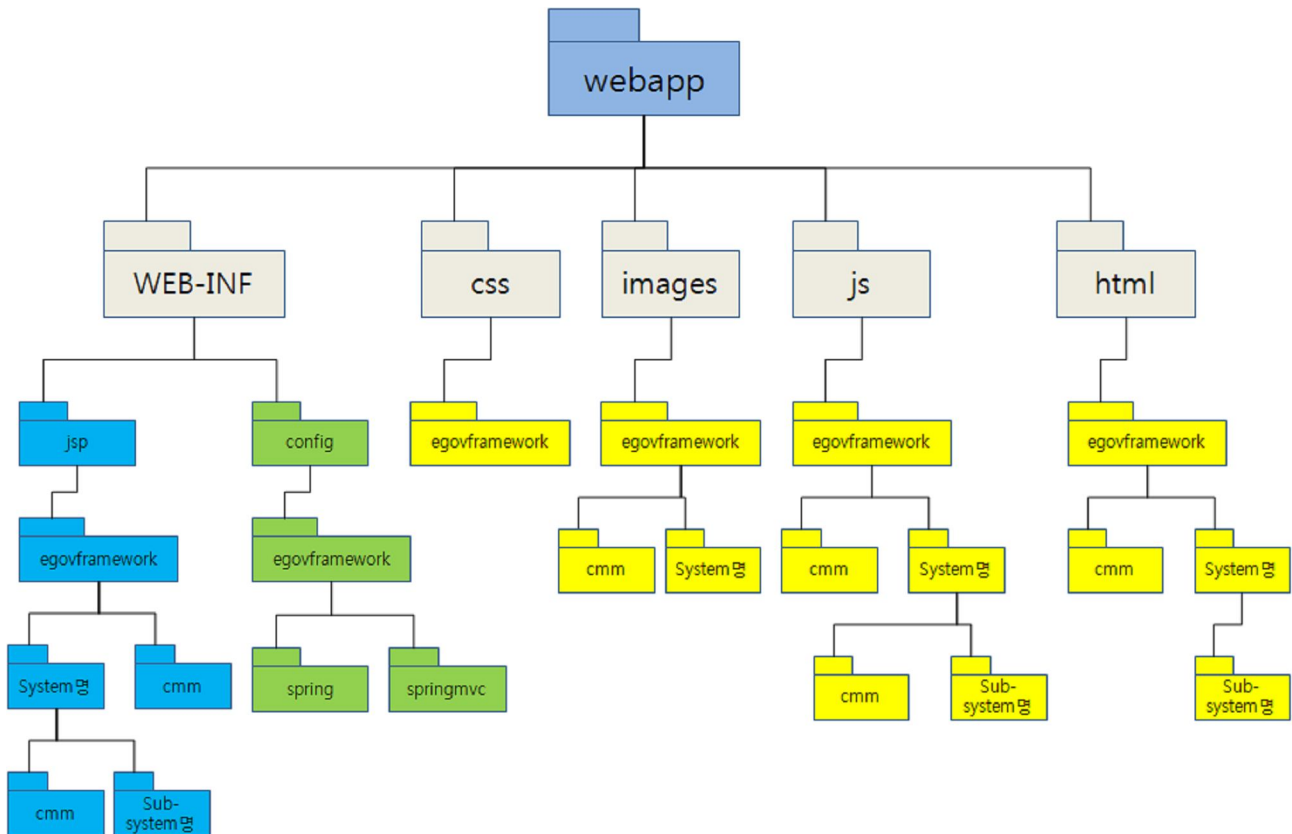 webapp
WEB-INF
css
images
js
html
jsp
config
egovframework
egovframework
egovframework
egovframework
egovframework
egovframework
cmm
System명
cmm
System명
cmm
System명
System명
cmm
spring
springmvc
cmm
Sub-
system명
Sub-
system명
cmm
Sub-
system명